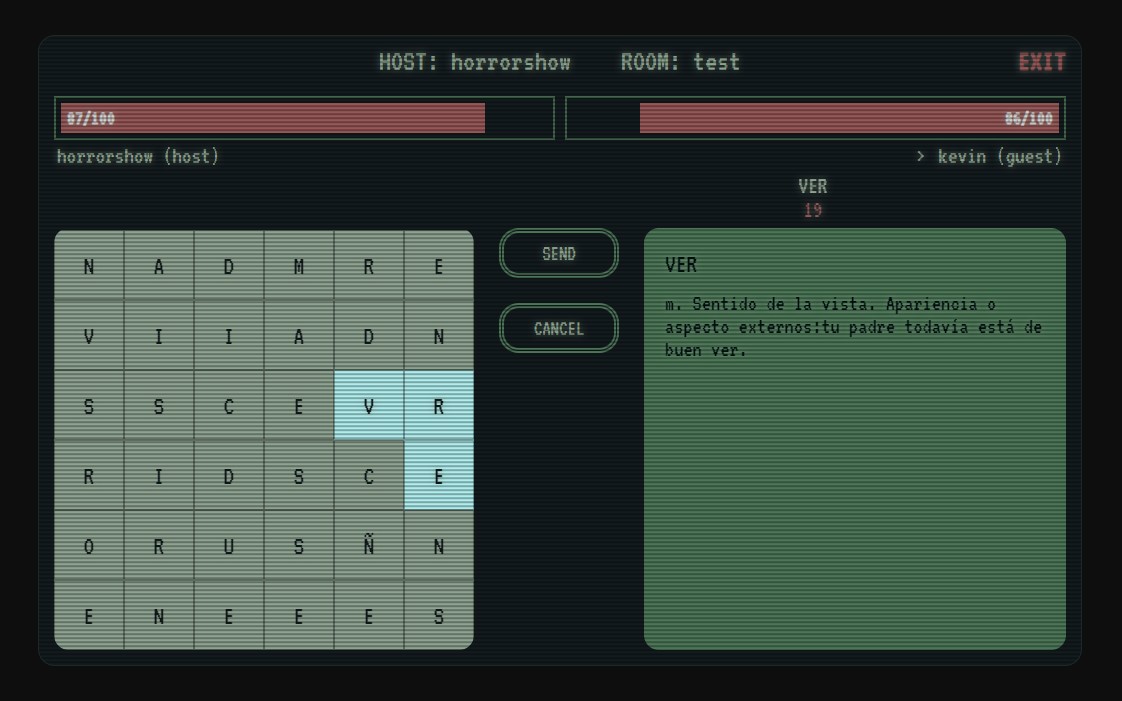 HOST: horrorshow ROOM: test EXIT
87/100 86/100
horrorshow (host) > kevin (guest)
VER
19
N A D M R E
V I I A D N
S S C E V R
R I D S C E
O R U S Ñ N
E N E E E S
SEND
CANCEL
VER
m. Sentido de la vista. Apariencia o
aspecto externos:tu padre todavía está de
buen ver.